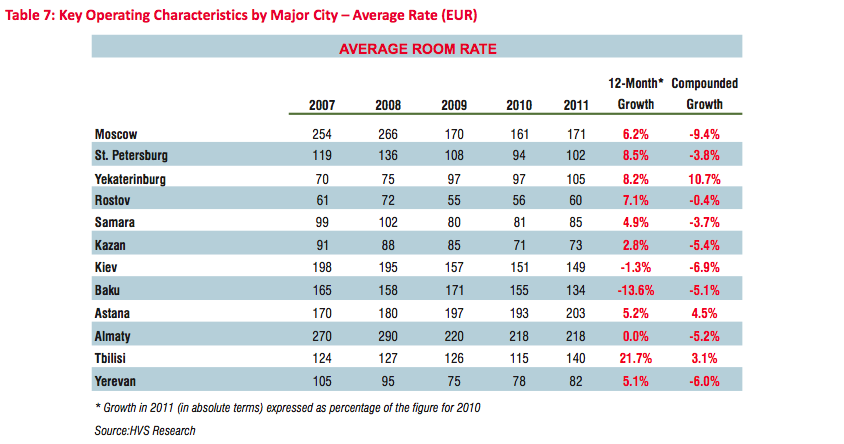 Table 7: Key Operating Characteristics by Major City – Average Rate (EUR)
AVERAGE ROOM RATE
12-Month* Compounded
2007 2008 2009 2010 2011 Growth Growth
Moscow 254 266 170 161 171 6.2% -9.4%
St. Petersburg 119 136 108 94 102 8.5% -3.8%
Yekaterinburg 70 75 97 97 105 8.2% 10.7%
Rostov 61 72 55 56 60 7.1% -0.4%
Samara 99 102 80 81 85 4.9% -3.7%
Kazan 91 88 85 71 73 2.8% -5.4%
Kiev 198 195 157 151 149 -1.3% -6.9%
Baku 165 158 171 155 134 -13.6% -5.1%
Astana 170 180 197 193 203 5.2% 4.5%
Almaty 270 290 220 218 218 0.0% -5.2%
Tbilisi 124 127 126 115 140 21.7% 3.1%
Yerevan 105 95 75 78 82 5.1% -6.0%
* Growth in 2011 (in absolute terms) expressed as percentage of the figure for 2010
Source:HVS Research